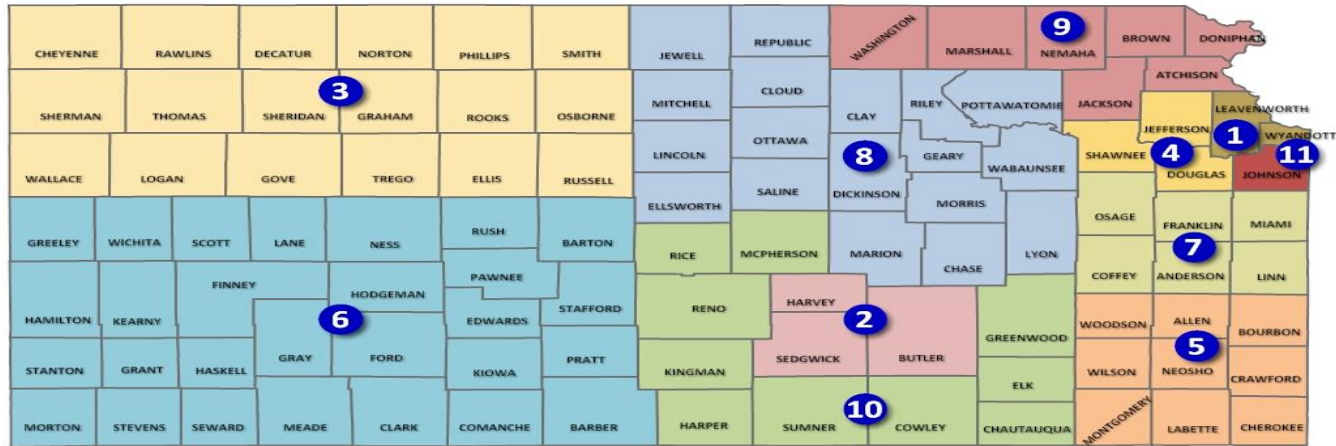 CHEYENNE RAWLINS DECATUR NORTON PHILLIPS SMITH JEWELL REPUBLIC WASHINGTON MARSHALL 9 NEMAHA BROWN DONIPHAN
SHERMAN THOMAS 3 SHERIDAN GRAHAM ROOKS OSBORNE MITCHELL CLOUD CLAY RILEY POTTAWATOMIE JACKSON ATCHISON
LEAVENWORTH
JEFFERSON 1 WYANDOTT
WALLACE LOGAN GOVE TREGO ELLIS RUSSELL LINCOLN OTTAWA 8 GEARY WABAUNSEE SHAWNEE 4 DOUGLAS 11 JOHNSON
ELLSWORTH SALINE DICKINSON MORRIS
GREELEY WICHITA SCOTT LANE NESS RUSH BARTON RICE MCPHERSON MARION CHASE LYON OSAGE FRANKLIN MIAMI
7
HAMILTON KEARNY FINNEY HODGEMAN PAWNEE STAFFORD RENO HARVEY COFFEY ANDERSON LINN
6 EDWARDS 2 GREENWOOD WOODSON ALLEN BOURBON
STANTON GRANT HASKELL GRAY FORD KIOWA PRATT KINGMAN SEDGWICK BUTLER ELK WILSON 5 NEOSHO CRAWFORD
MORTON STEVENS SEWARD MEADE CLARK COMANCHE BARBER HARPER SUMNER 10 COWLEY CHAUTAUQUA MONTGOMERY LABETTE CHEROKEE